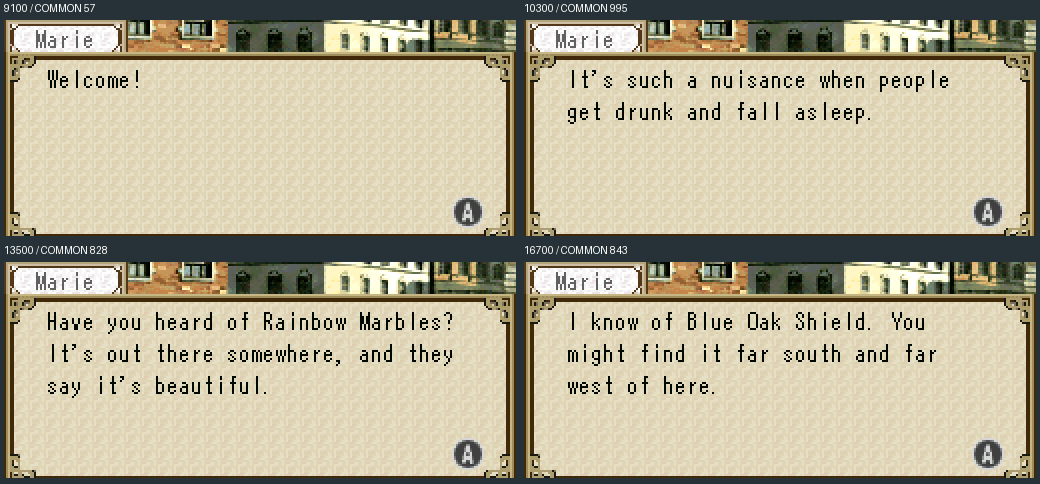 9100 / COMMON 57
Marie
Welcome!
A
10300 / COMMON 995
Marie
It's such a nuisance when people
get drunk and fall asleep.
A
13500 / COMMON 828
Marie
Have you heard of Rainbow Marbles?
It's out there somewhere, and they
say it's beautiful.
A
16700 / COMMON 843
Marie
I know of Blue Oak Shield. You
might find it far south and far
west of here.
A